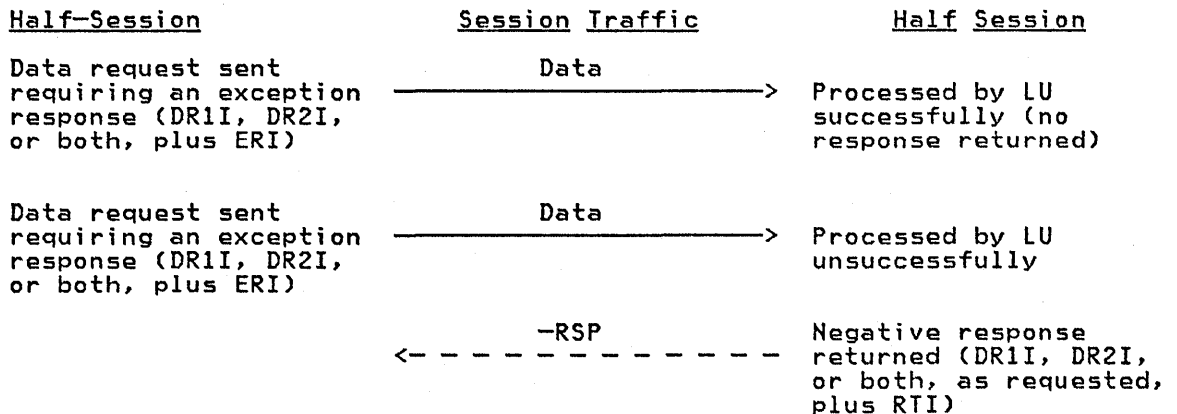 Half-Session Session Traffic Half Session
Data request sent
requiring an exception
response (DR1I, DR2I,
or both, plus ERI)
Data
Processed by LU
successfully (no
response returned)
Data request sent
requiring an exception
response (DR1I, DR2I,
or both, plus ERI)
Data
Processed by LU
unsuccessfully
-RSP
Negative response
returned (DR1I, DR2I,
or both, as requested,
plus RTI)